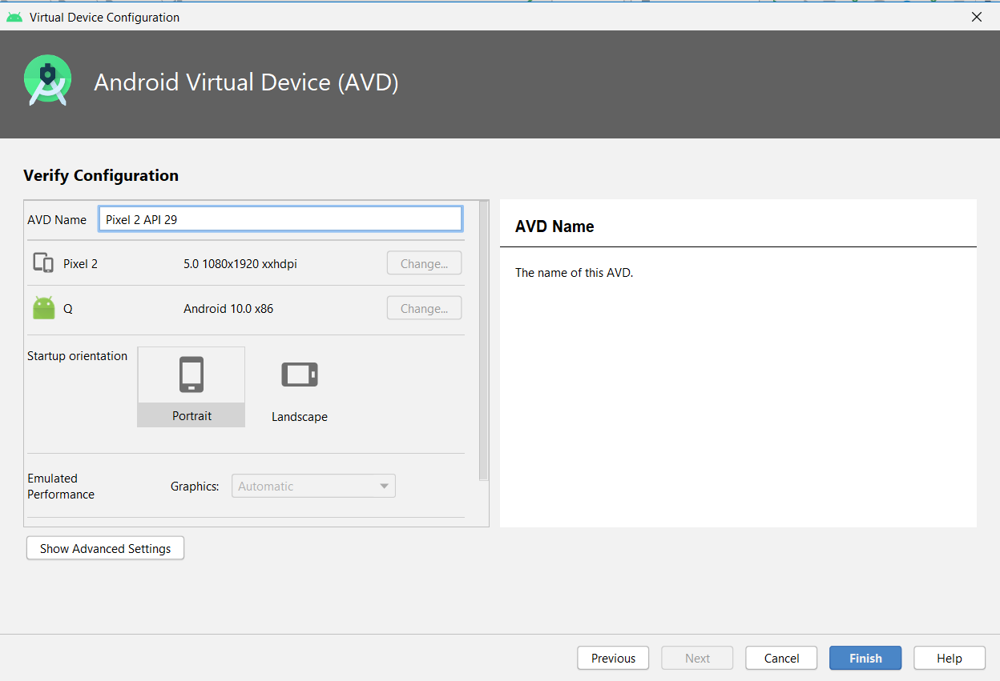 Virtual Device Configuration
Android Virtual Device (AVD)
Verify Configuration
AVD Name Pixel 2 API 29
Pixel 2 5.0 1080x1920 xxhdpi Change...
Q Android 10.0 x86 Change...
Startup orientation
Portrait Landscape
Emulated
Performance
Graphics: Automatic
Show Advanced Settings
AVD Name
The name of this AVD.
Previous Next Cancel Finish Help